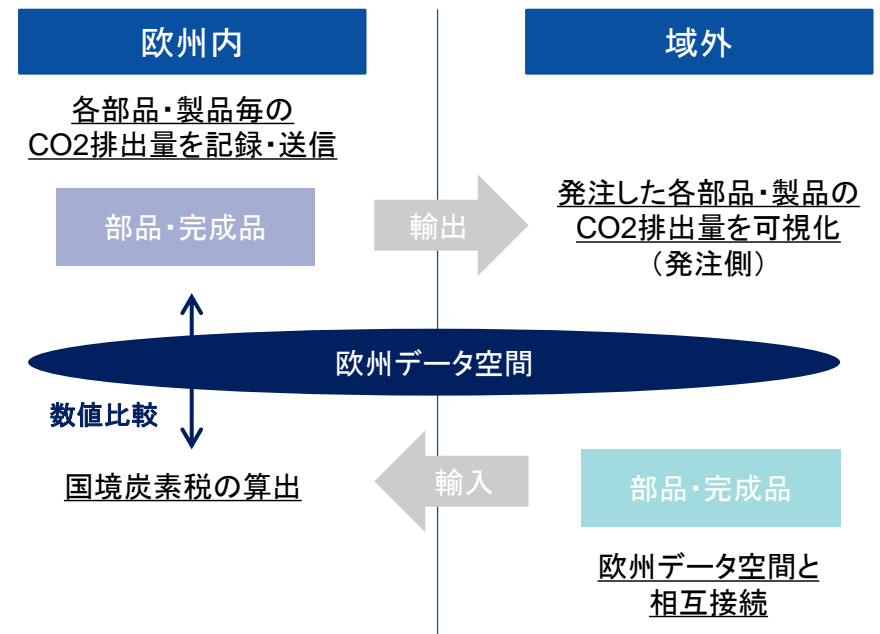 欧州内
域外
各部品・製品毎の
CO2排出量を記録・送信
部品・完成品
輸出
発注した各部品・製品の
CO2排出量を可視化
（発注側）
欧州データ空間
数値比較
国境炭素税の算出
輸入
部品・完成品
欧州データ空間と
相互接続